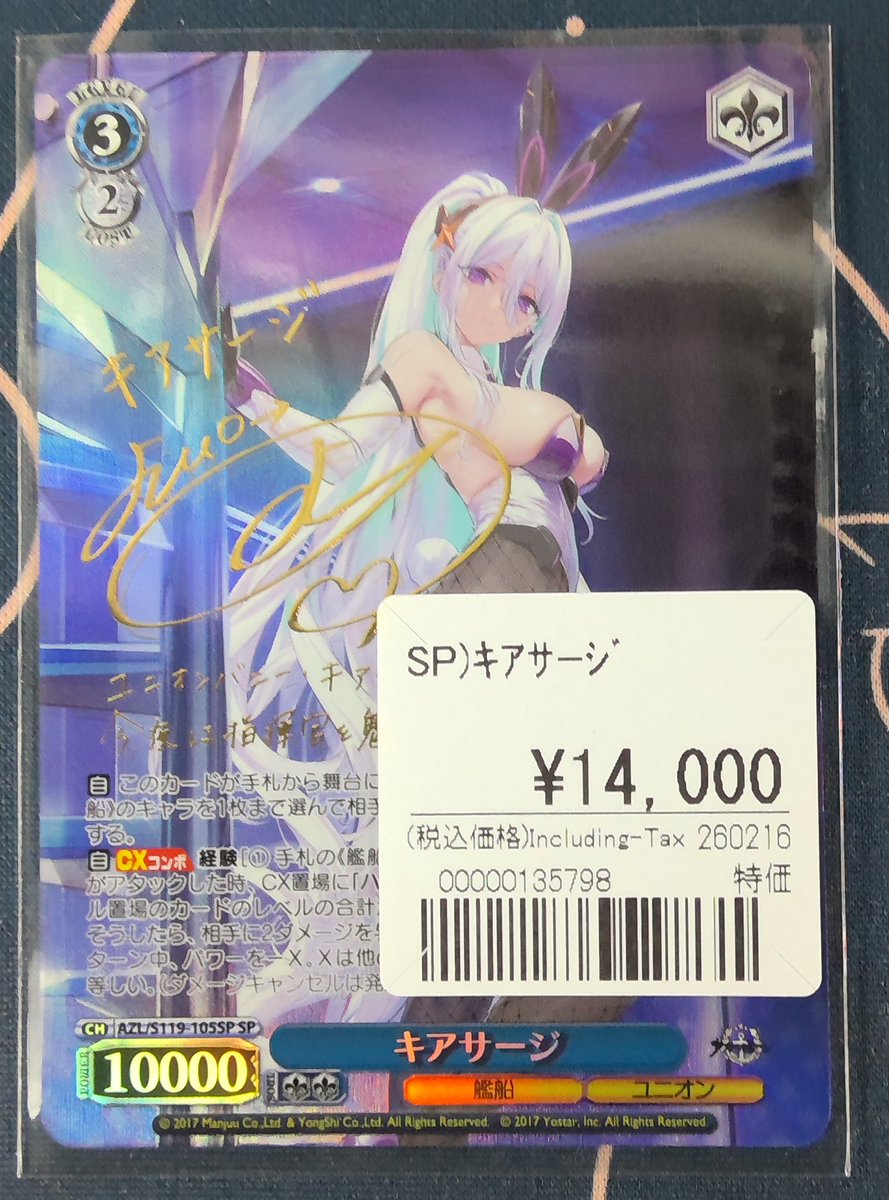 LEVEL
3
2
COST
キアサージ
ユニオンバニー キア
今度は指揮官を魅
SP)キアサージ
¥14,000
(税込価格)Including-Tax 260216
00000135798 特価
自 このカードが手札から舞台に
船》のキャラを1枚まで選んで相手
する。
自 CXコンボ 経験[① 手札の《艦船
がアタックした時、CX置場に「ハ
ル置場のカードのレベルの合計
そうしたら、相手に2ダメージを
ターン中、パワーを－X。Xは他の
等しい。(ダメージキャンセルは発
CH AZL/S119-105SP SP
キアサージ
POWER 10000 SOUL
艦船 ユニオン
© 2017 Manjuu Co.,Ltd & YongShi Co.,Ltd. All Rights Reserved. © 2017 Yostar, Inc. All Rights Reserved.